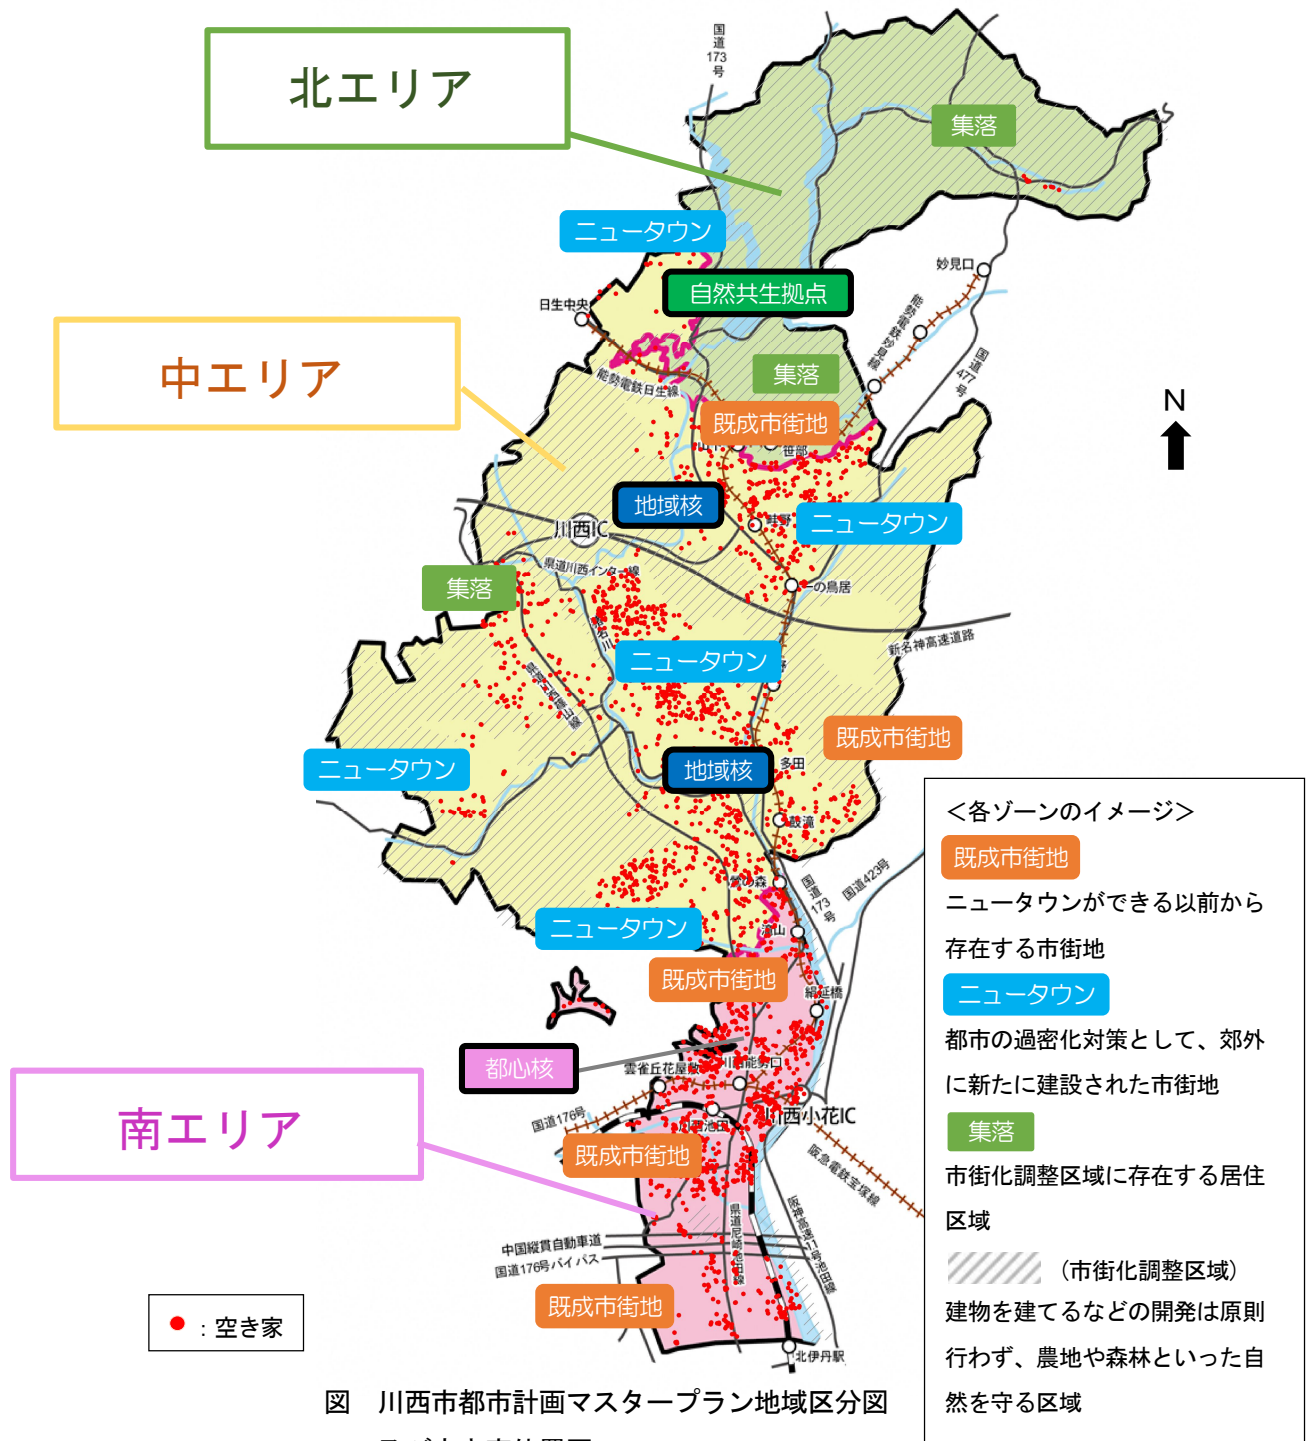 国道173号
北エリア
集落
ニュータウン
妙見口
自然共生拠点
日生中央
能勢電鉄妙見線
国道477号
中エリア
集落
能勢電鉄日生線
N
既成市街地
笹部
地域核
畦野
ニュータウン
川西IC
県道川西インター線
集落
一の鳥居
新名神高速道路
ニュータウン
既成市街地
ニュータウン
地域核
多田
鼓滝
国道173号
国道423号
ニュータウン
滝山
既成市街地
絹延橋
都心核
雲雀丘花屋敷
川西能勢口
南エリア
国道176号
川西池田
川西小花IC
既成市街地
阪急電鉄宝塚線
県道尼崎池田線
阪神高速11号池田線
中国縦貫自動車道
国道176号バイパス
既成市街地
北伊丹駅
：空き家
＜各ゾーンのイメージ＞
既成市街地
ニュータウンができる以前から
存在する市街地
ニュータウン
都市の過密化対策として、郊外
に新たに建設された市街地
集落
市街化調整区域に存在する居住
区域
（市街化調整区域）
建物を建てるなどの開発は原則
行わず、農地や森林といった自
然を守る区域
図　川西市都市計画マスタープラン地域区分図